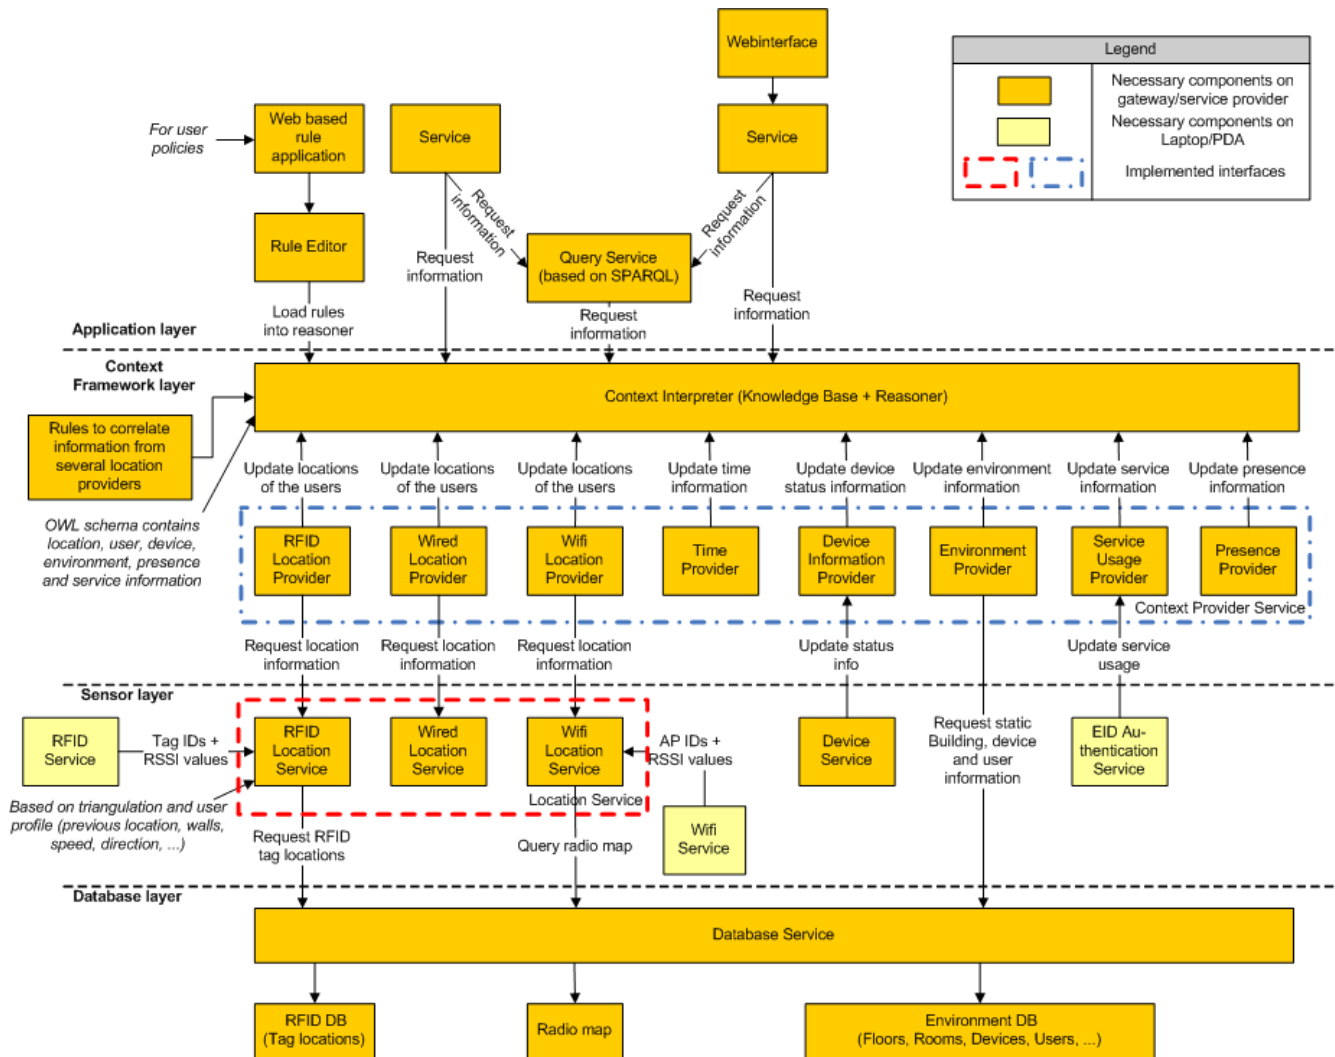 Webinterface
Legend
Necessary components on
gateway/service provider
Necessary components on
Laptop/PDA
Implemented interfaces
For user
policies
Web based
rule
application
Service
Service
Request
information
Request
information
Rule Editor
Request
information
Query Service
(based on SPARQL)
Request
information
Load rules
into reasoner
Request
information
Application layer
Context
Framework layer
Context Interpreter (Knowledge Base + Reasoner)
Rules to correlate
information from
several location
providers
Update locations
of the users
Update locations
of the users
Update locations
of the users
Update time
information
Update device
status information
Update environment
information
Update service
information
Update presence
information
OWL schema contains
location, user, device,
environment, presence
and service information
RFID
Location
Provider
Wired
Location
Provider
Wifi
Location
Provider
Time
Provider
Device
Information
Provider
Environment
Provider
Service
Usage
Provider
Presence
Provider
Context Provider Service
Request location
information
Request location
information
Request location
information
Update status
info
Update service
usage
Sensor layer
RFID
Service
Tag IDs +
RSSI values
RFID
Location
Service
Wired
Location
Service
Wifi
Location
Service
AP IDs +
RSSI values
Device
Service
Request static
Building, device
and user
information
EID Au-
thentication
Service
Location Service
Based on triangulation and user
profile (previous location, walls,
speed, direction, ...)
Request RFID
tag locations
Query radio map
Wifi
Service
Database layer
Database Service
RFID DB
(Tag locations)
Radio map
Environment DB
(Floors, Rooms, Devices, Users, ...)